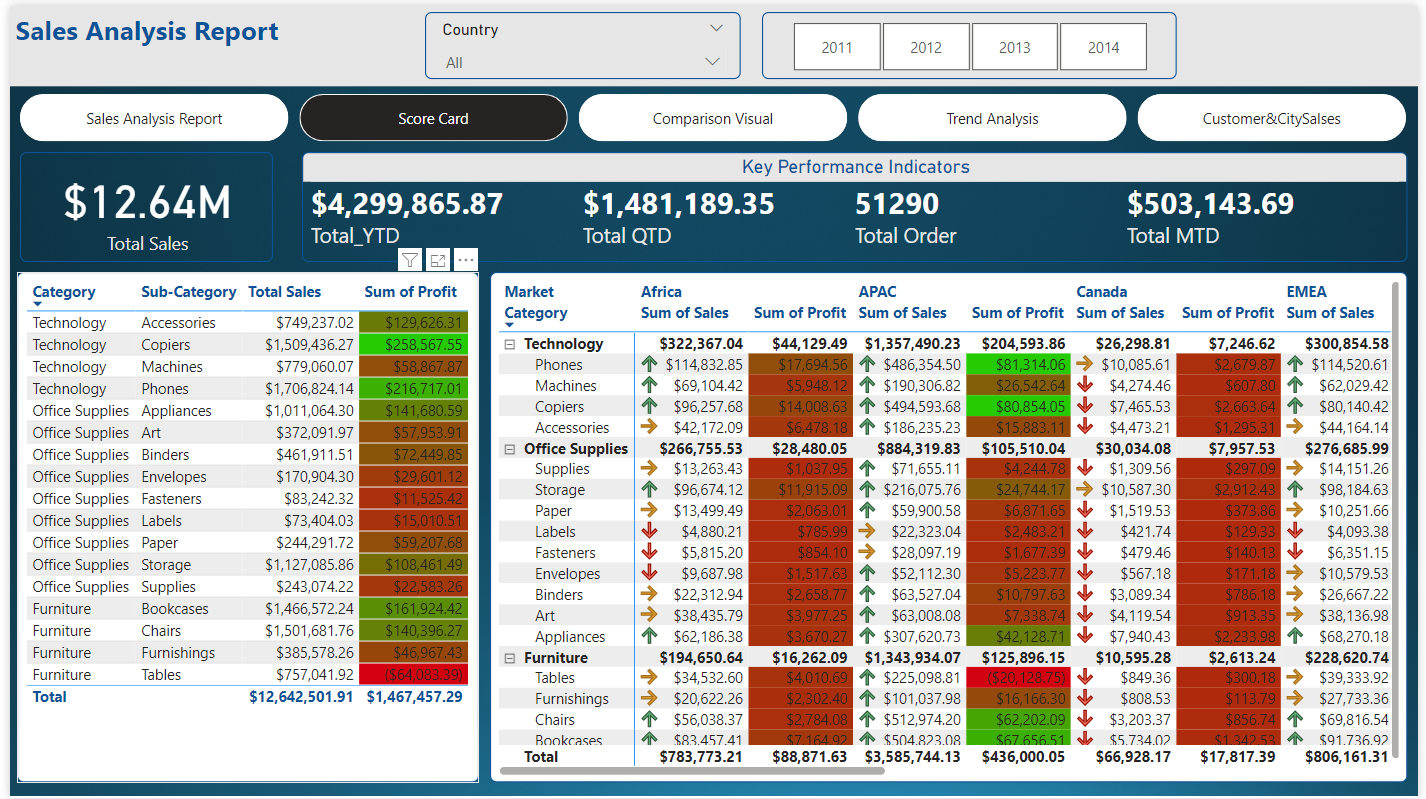 Sales Analysis Report
Country
All
2011 2012 2013 2014
Sales Analysis Report Score Card Comparison Visual Trend Analysis Customer&CitySalses
$12.64M
Total Sales
Key Performance Indicators
$4,299,865.87 $1,481,189.35 51290 $503,143.69
Total_YTD Total QTD Total Order Total MTD
Category Sub-Category Total Sales Sum of Profit
Technology Accessories $749,237.02 $129,626.31
Technology Copiers $1,509,436.27 $258,567.55
Technology Machines $779,060.07 $58,867.87
Technology Phones $1,706,824.14 $216,717.01
Office Supplies Appliances $1,011,064.30 $141,680.59
Office Supplies Art $372,091.97 $57,953.91
Office Supplies Binders $461,911.51 $72,449.85
Office Supplies Envelopes $170,904.30 $29,601.12
Office Supplies Fasteners $83,242.32 $11,525.42
Office Supplies Labels $73,404.03 $15,010.51
Office Supplies Paper $244,291.72 $59,207.68
Office Supplies Storage $1,127,085.86 $108,461.49
Office Supplies Supplies $243,074.22 $22,583.26
Furniture Bookcases $1,466,572.24 $161,924.42
Furniture Chairs $1,501,681.76 $140,396.27
Furniture Furnishings $385,578.26 $46,967.43
Furniture Tables $757,041.92 ($64,083.39)
Total $12,642,501.91 $1,467,457.29
Market Africa APAC Canada EMEA
Category Sum of Sales Sum of Profit Sum of Sales Sum of Profit Sum of Sales Sum of Profit Sum of Sales
Technology $322,367.04 $44,129.49 $1,357,490.23 $204,593.86 $26,298.81 $7,246.62 $300,854.58
Phones $114,832.85 $17,694.56 $486,354.50 $81,314.06 $10,085.61 $2,679.87 $114,520.61
Machines $69,104.42 $5,948.12 $190,306.82 $26,542.64 $4,274.46 $607.80 $62,029.42
Copiers $96,257.68 $14,008.63 $494,593.68 $80,854.05 $7,465.53 $2,663.64 $80,140.42
Accessories $42,172.09 $6,478.18 $186,235.23 $15,883.11 $4,473.21 $1,295.31 $44,164.14
Office Supplies $266,755.53 $28,480.05 $884,319.83 $105,510.04 $30,034.08 $7,957.53 $276,685.99
Supplies $13,263.43 $1,037.95 $71,655.11 $4,244.78 $1,309.56 $297.09 $14,151.26
Storage $96,674.12 $11,915.09 $216,075.76 $24,744.17 $10,587.30 $2,912.43 $98,184.63
Paper $13,499.49 $2,063.01 $59,900.58 $6,871.65 $1,519.53 $373.86 $10,251.66
Labels $4,880.21 $785.99 $22,323.04 $2,483.21 $421.74 $129.33 $4,093.38
Fasteners $5,815.20 $854.10 $28,097.19 $1,677.39 $479.46 $140.13 $6,351.15
Envelopes $9,687.98 $1,517.63 $52,112.30 $5,223.77 $567.18 $171.18 $10,579.53
Binders $22,312.94 $2,658.77 $63,527.04 $10,797.63 $3,089.34 $786.18 $26,667.22
Art $38,435.79 $3,977.25 $63,008.08 $7,338.74 $4,119.54 $913.35 $38,136.98
Appliances $62,186.38 $3,670.27 $307,620.73 $42,128.71 $7,940.43 $2,233.98 $68,270.18
Furniture $194,650.64 $16,262.09 $1,343,934.07 $125,896.15 $10,595.28 $2,613.24 $228,620.74
Tables $34,532.60 $4,010.69 $225,098.81 ($20,128.75) $849.36 $300.18 $39,333.92
Furnishings $20,622.26 $2,302.40 $101,037.98 $16,166.30 $808.53 $113.79 $27,733.36
Chairs $56,038.37 $2,784.08 $512,974.20 $62,202.09 $3,203.37 $856.74 $69,816.54
Bookcases $83,457.41 $7,164.92 $504,823.08 $67,656.51 $5,734.02 $1,342.53 $91,736.92
Total $783,773.21 $88,871.63 $3,585,744.13 $436,000.05 $66,928.17 $17,817.39 $806,161.31